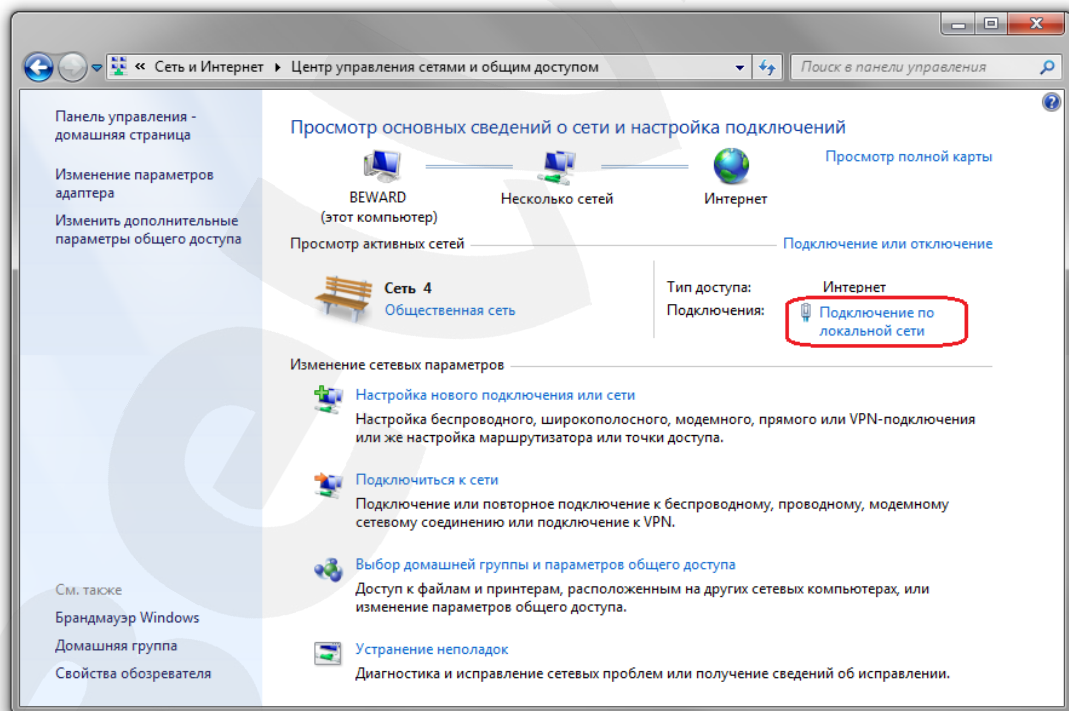 « Сеть и Интернет ▸ Центр управления сетями и общим доступом
Поиск в панели управления
Панель управления -
домашняя страница
Изменение параметров
адаптера
Изменить дополнительные
параметры общего доступа
Просмотр основных сведений о сети и настройка подключений
Просмотр полной карты
BEWARD
(этот компьютер)
Несколько сетей
Интернет
Просмотр активных сетей
Подключение или отключение
Сеть 4
Общественная сеть
Тип доступа: Интернет
Подключения: Подключение по
локальной сети
Изменение сетевых параметров
Настройка нового подключения или сети
Настройка беспроводного, широкополосного, модемного, прямого или VPN-подключения
или же настройка маршрутизатора или точки доступа.
Подключиться к сети
Подключение или повторное подключение к беспроводному, проводному, модемному
сетевому соединению или подключение к VPN.
Выбор домашней группы и параметров общего доступа
Доступ к файлам и принтерам, расположенным на других сетевых компьютерах, или
изменение параметров общего доступа.
Устранение неполадок
Диагностика и исправление сетевых проблем или получение сведений об исправлении.
См. также
Брандмауэр Windows
Домашняя группа
Свойства обозревателя